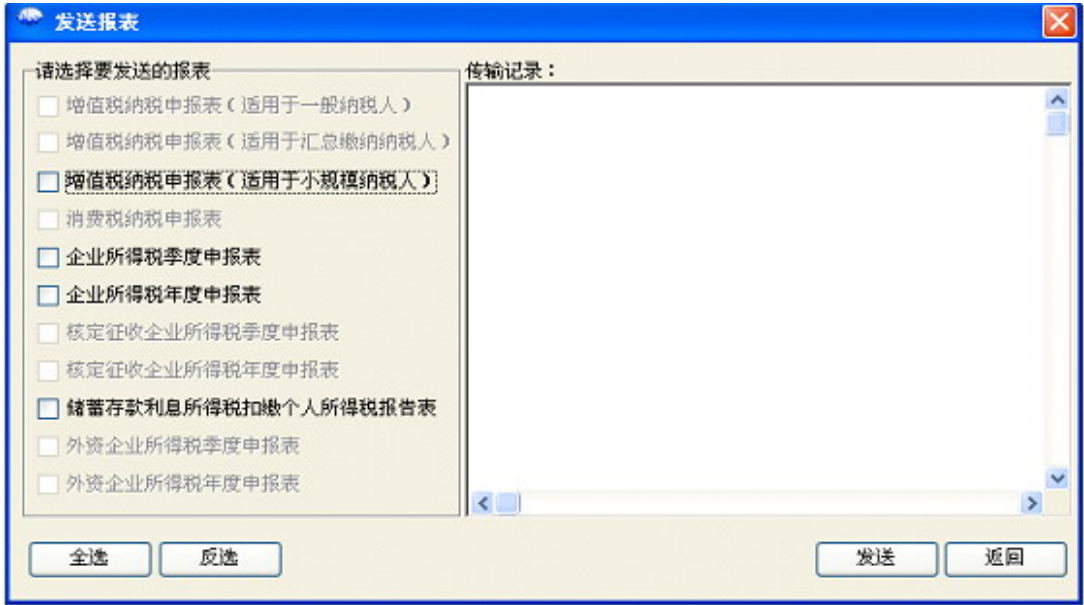 发送报表
请选择要发送的报表
传输记录：
增值税纳税申报表（适用于一般纳税人）
增值税纳税申报表（适用于汇总缴纳纳税人）
增值税纳税申报表（适用于小规模纳税人）
消费税纳税申报表
企业所得税季度申报表
企业所得税年度申报表
核定征收企业所得税季度申报表
核定征收企业所得税年度申报表
储蓄存款利息所得税扣缴个人所得税报告表
外资企业所得税季度申报表
外资企业所得税年度申报表
全选
反选
发送
返回